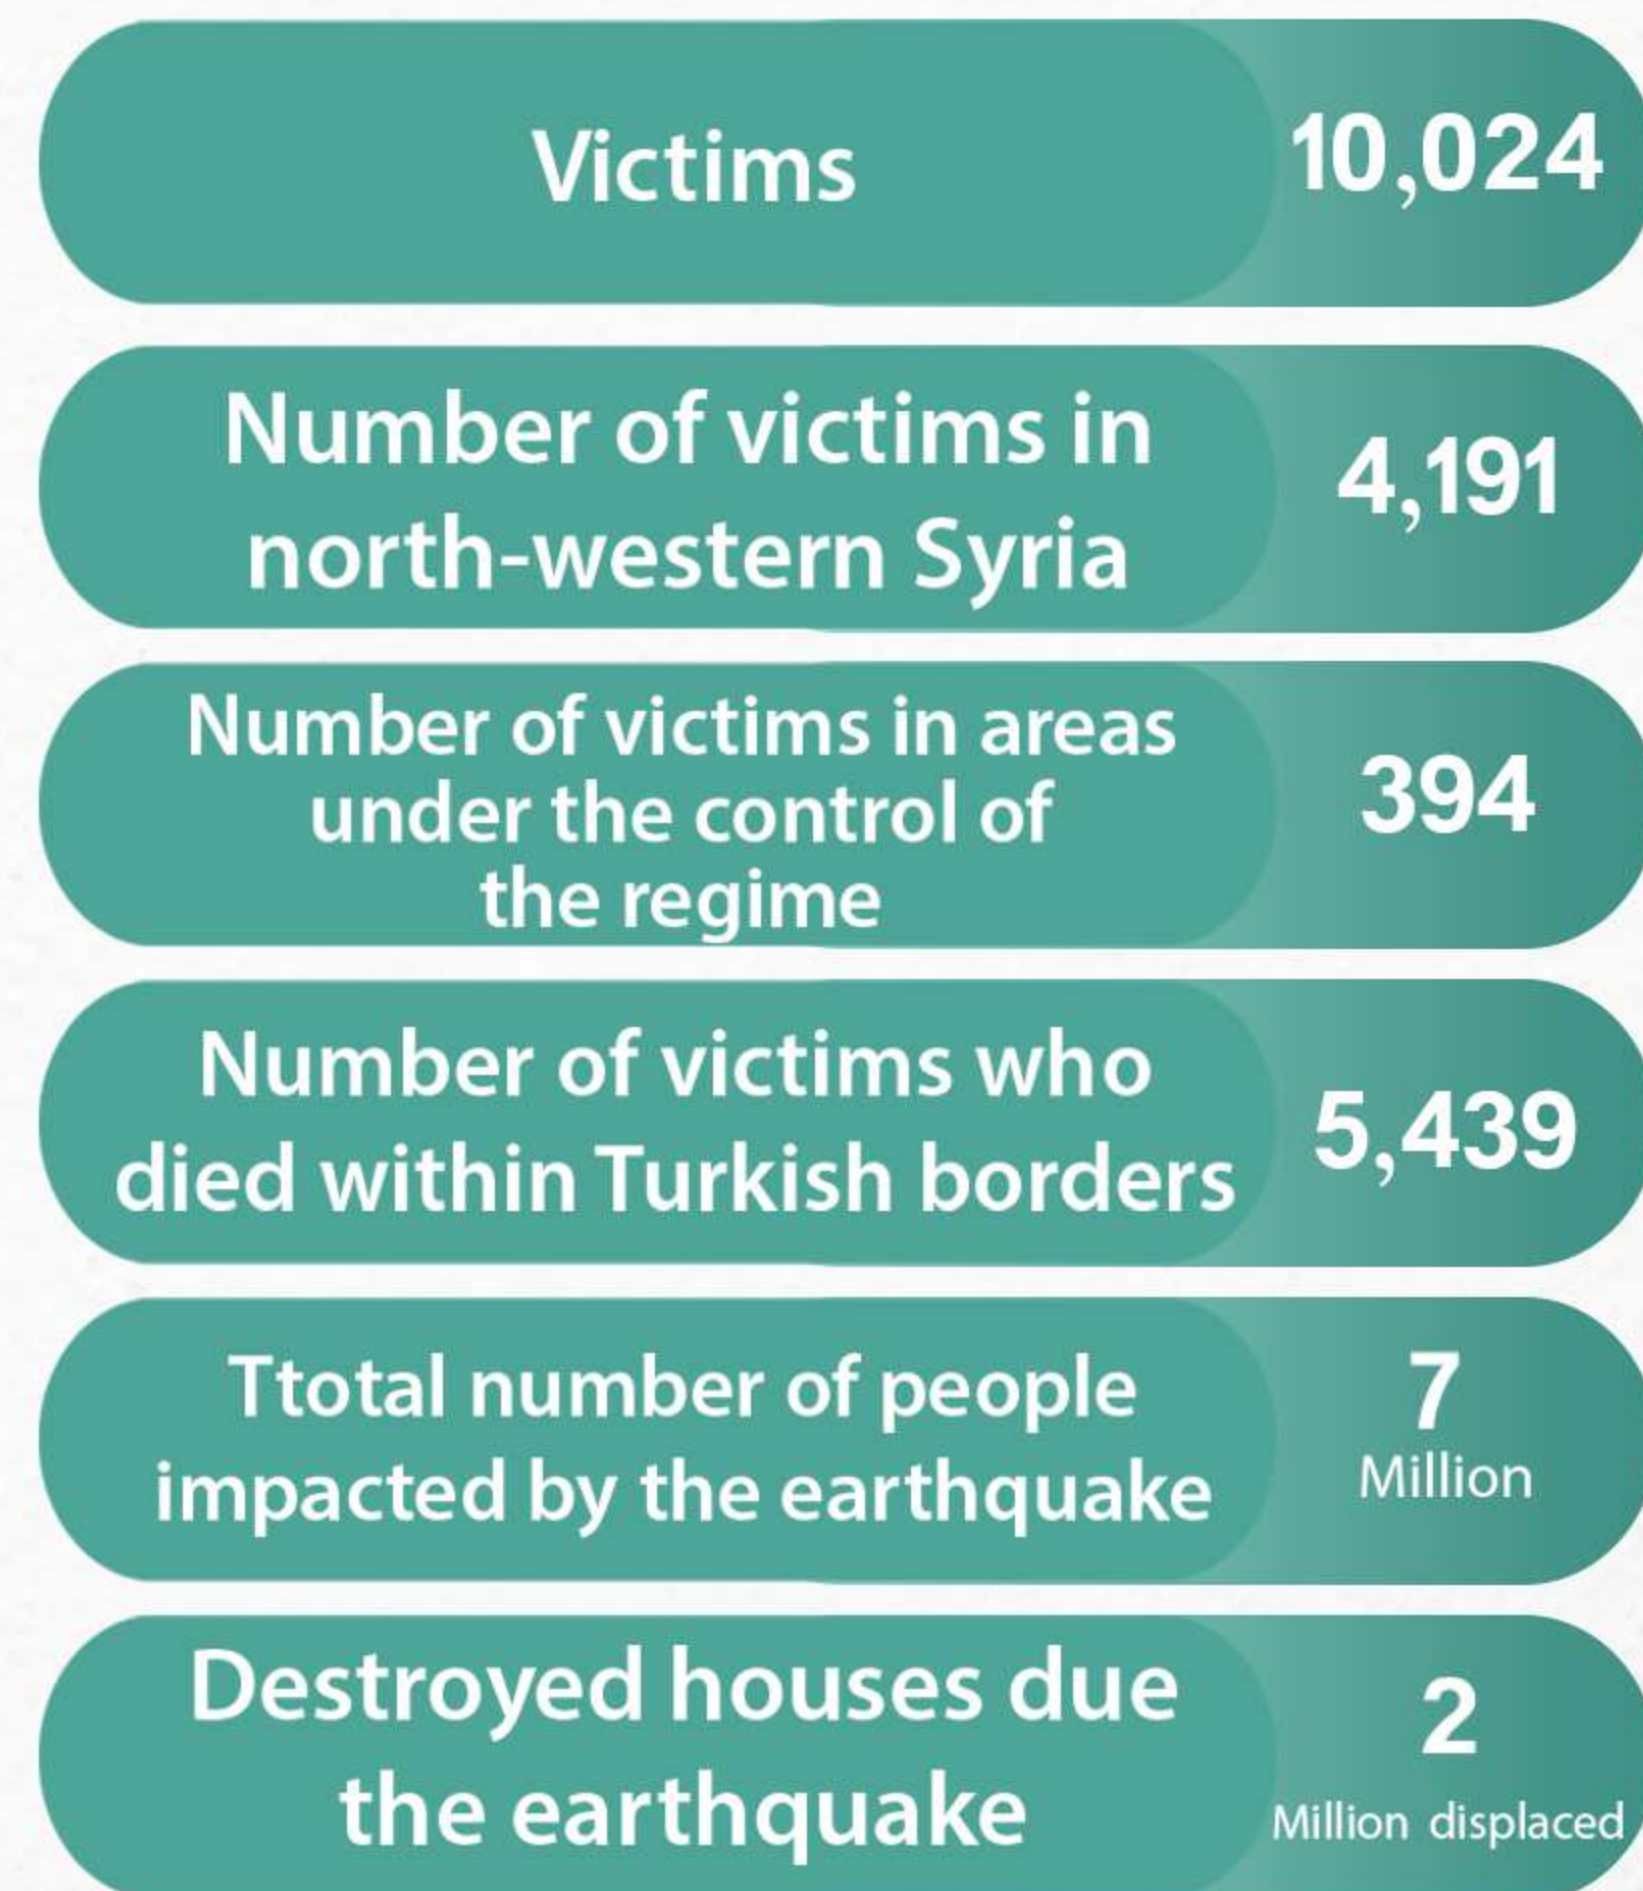 Victims
10,024
Number of victims in
north-western Syria
4,191
Number of victims in areas
under the control of
the regime
394
Number of victims who
died within Turkish borders
5,439
Ttotal number of people
impacted by the earthquake
7
Million
Destroyed houses due
the earthquake
2
Million displaced